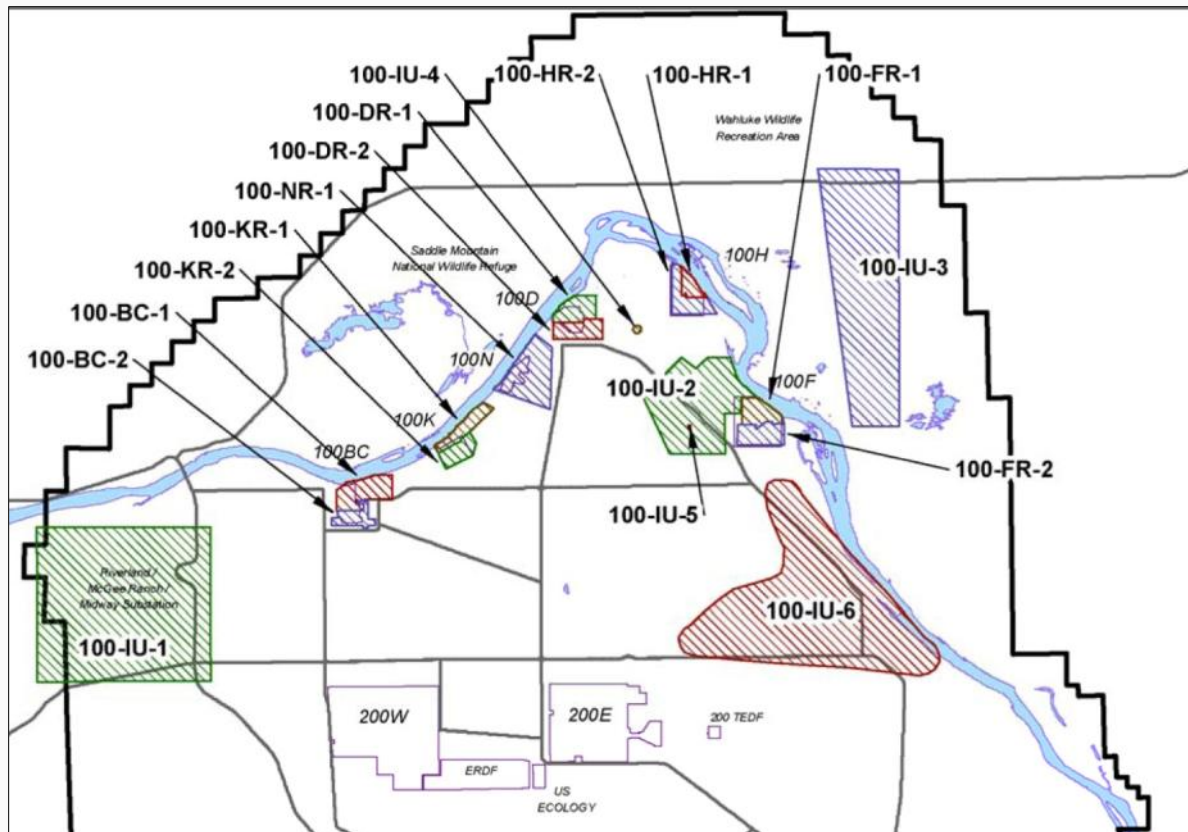 100-IU-4
100-HR-2
100-HR-1
100-FR-1
100-DR-1
Wahluke Wildlife
Recreation Area
100-DR-2
100-NR-1
100-KR-1
Saddle Mountain
National Wildlife Refuge
100H
100-IU-3
100-KR-2
100D
100-BC-1
100N
100-BC-2
100-IU-2
100F
100K
100BC
100-FR-2
100-IU-5
Riverland /
McGee Ranch /
Midway Substation
100-IU-1
100-IU-6
200W
200E
200 TEDF
ERDF
US
ECOLOGY